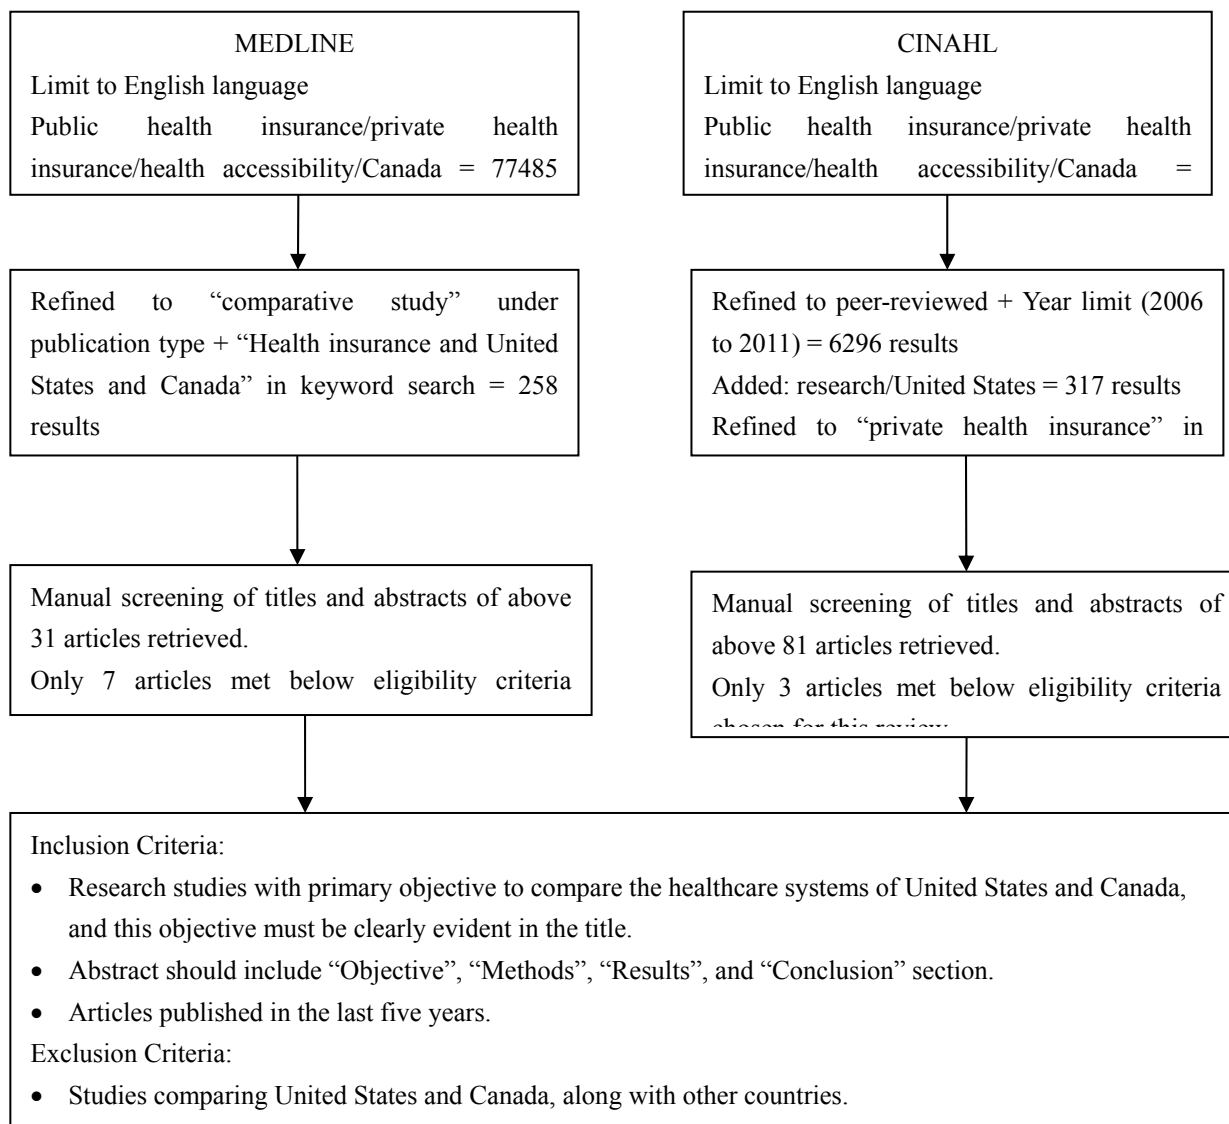 MEDLINE
Limit to English language
Public health insurance/private health
insurance/health accessibility/Canada = 77485
Refined to “comparative study” under
publication type + “Health insurance and United
States and Canada” in keyword search = 258
results
Manual screening of titles and abstracts of above
31 articles retrieved.
Only 7 articles met below eligibility criteria
CINAHL
Limit to English language
Public health insurance/private health
insurance/health accessibility/Canada =
Refined to peer-reviewed + Year limit (2006
to 2011) = 6296 results
Added: research/United States = 317 results
Refined to “private health insurance” in
Manual screening of titles and abstracts of
above 81 articles retrieved.
Only 3 articles met below eligibility criteria
chosen for this review
Inclusion Criteria:
• Research studies with primary objective to compare the healthcare systems of United States and Canada,
and this objective must be clearly evident in the title.
• Abstract should include “Objective”, “Methods”, “Results”, and “Conclusion” section.
• Articles published in the last five years.
Exclusion Criteria:
• Studies comparing United States and Canada, along with other countries.